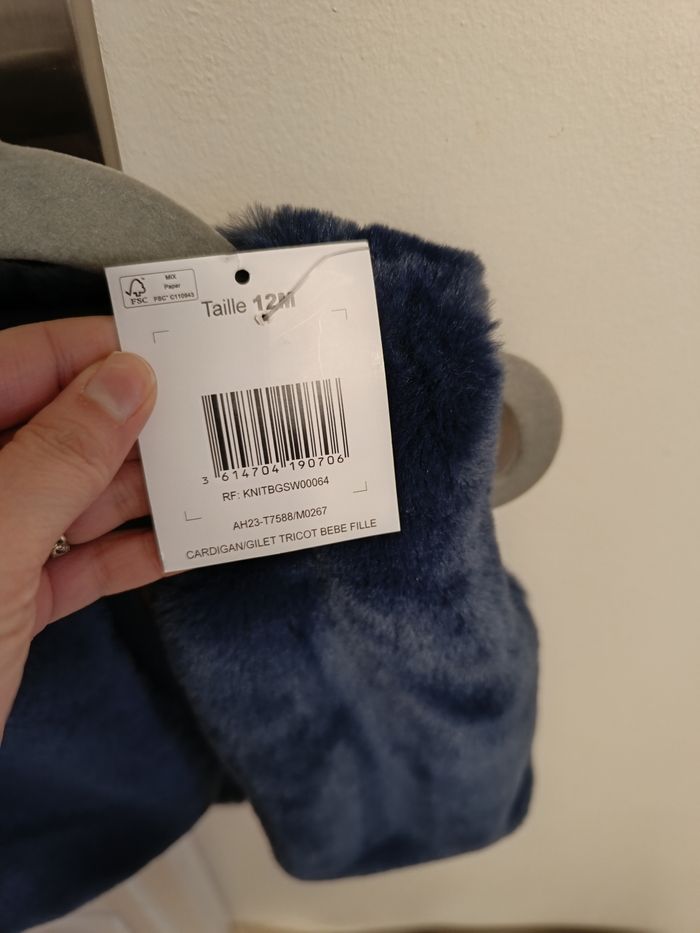 MIX
Paper
FSC
FSC® C110943
Taille 12M
3 614704 190706
RF: KNITBGSW00064
AH23-T7588/M0267
CARDIGAN/GILET TRICOT BEBE FILLE